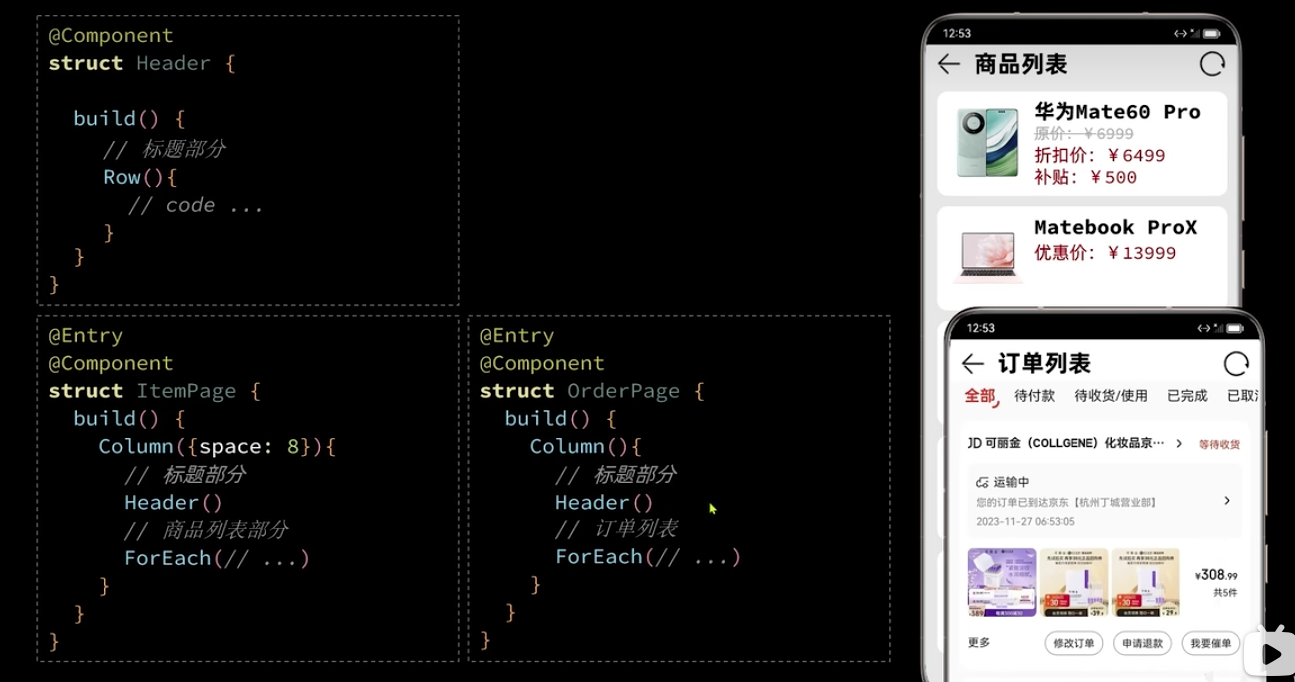 @Component
struct Header {
build() {
// 标题部分
Row(){
// code ...
}
}
}
@Entry
@Component
struct ItemPage {
build() {
Column({space: 8}){
// 标题部分
Header()
// 商品列表部分
ForEach(// ...)
}
}
}
@Entry
@Component
struct OrderPage {
build() {
Column(){
// 标题部分
Header()
// 订单列表
ForEach(// ...)
}
}
}
12:53
商品列表
华为Mate60 Pro
原价：￥6999
折扣价：￥6499
补贴：￥500
Matebook ProX
优惠价：￥13999
12:53
订单列表
全部 待付款 待收货/使用 已完成 已取
JD 可丽金（COLLGENE）化妆品京… 等待收货
运输中
您的订单已到达京东【杭州丁城营业部】
2023-11-27 06:53:05
¥308.99
共5件
更多 修改订单 申请退款 我要催单